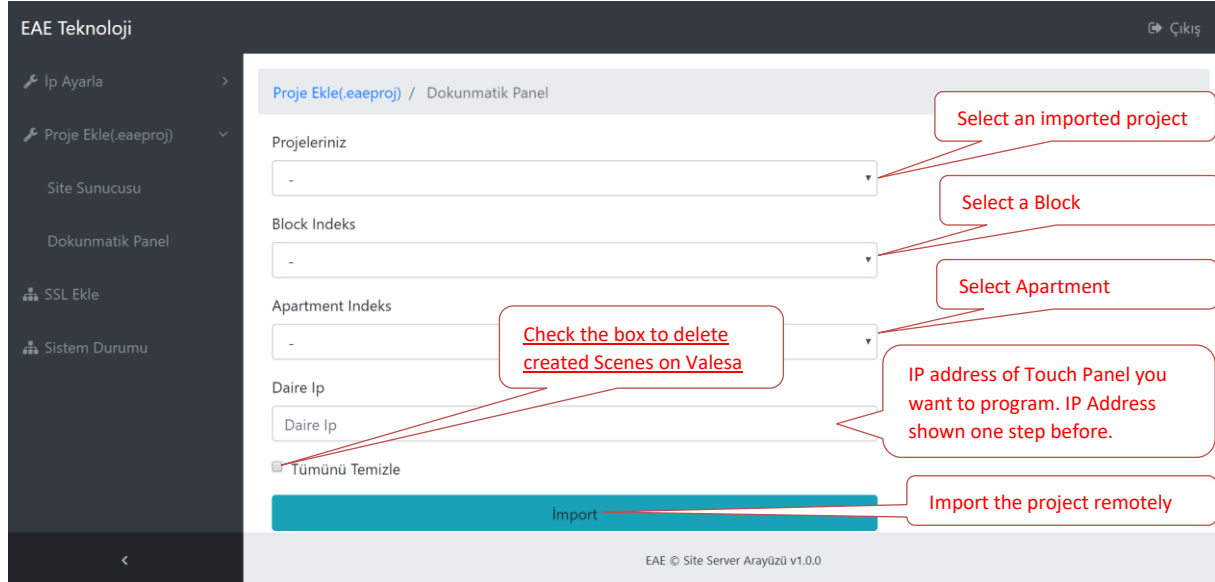 EAE Teknoloji
Çıkış
İp Ayarla
Proje Ekle(.eaeproj)
Site Sunucusu
Dokunmatik Panel
SSL Ekle
Sistem Durumu
Proje Ekle(.eaeproj) / Dokunmatik Panel
Select an imported project
Projeleriniz
-
Select a Block
Block Indeks
-
Select Apartment
Apartment Indeks
-
Check the box to delete
created Scenes on Valesa
IP address of Touch Panel you
want to program. IP Address
shown one step before.
Daire Ip
Daire Ip
Tümünü Temizle
Import the project remotely
İmport
EAE © Site Server Arayüzü v1.0.0